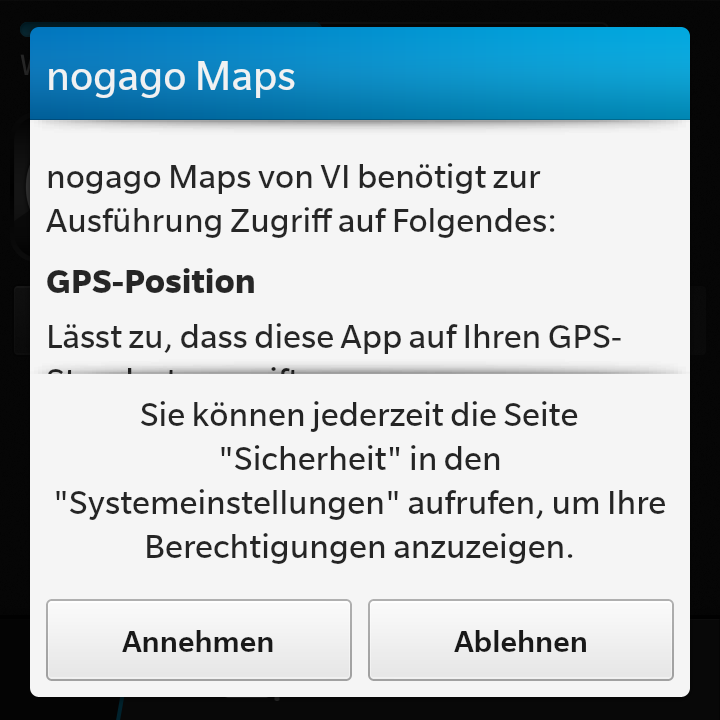 nogago Maps
nogago Maps von VI benötigt zur
Ausführung Zugriff auf Folgendes:
GPS-Position
Lässt zu, dass diese App auf Ihren GPS-
Sie können jederzeit die Seite
"Sicherheit" in den
"Systemeinstellungen" aufrufen, um Ihre
Berechtigungen anzuzeigen.
Annehmen
Ablehnen